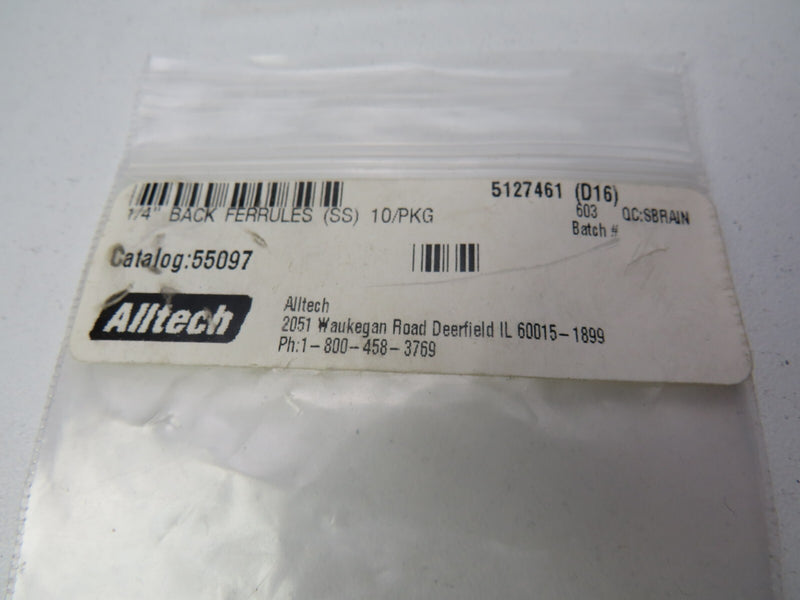 5127461 (D16)
1/4" BACK FERRULES (SS) 10/PKG
603 QC:SBRAIN
Batch #
Catalog:55097
Alltech
Alltech
2051 Waukegan Road Deerfield IL 60015-1899
Ph:1-800-458-3769